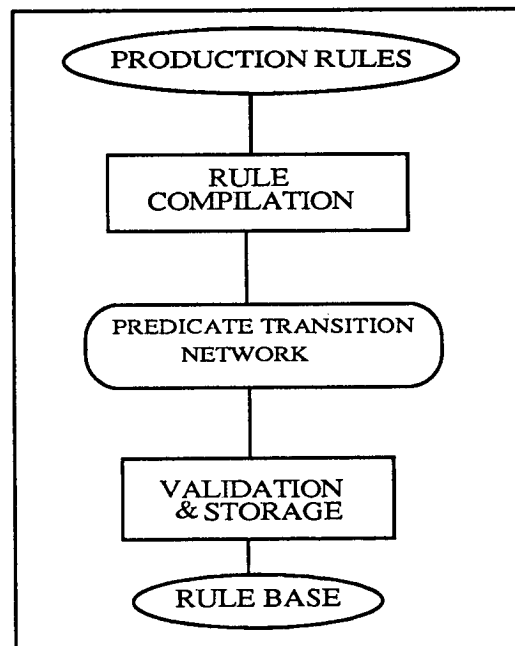 PRODUCTION RULES
RULE
COMPILATION
PREDICATE TRANSITION
NETWORK
VALIDATION
& STORAGE
RULE BASE